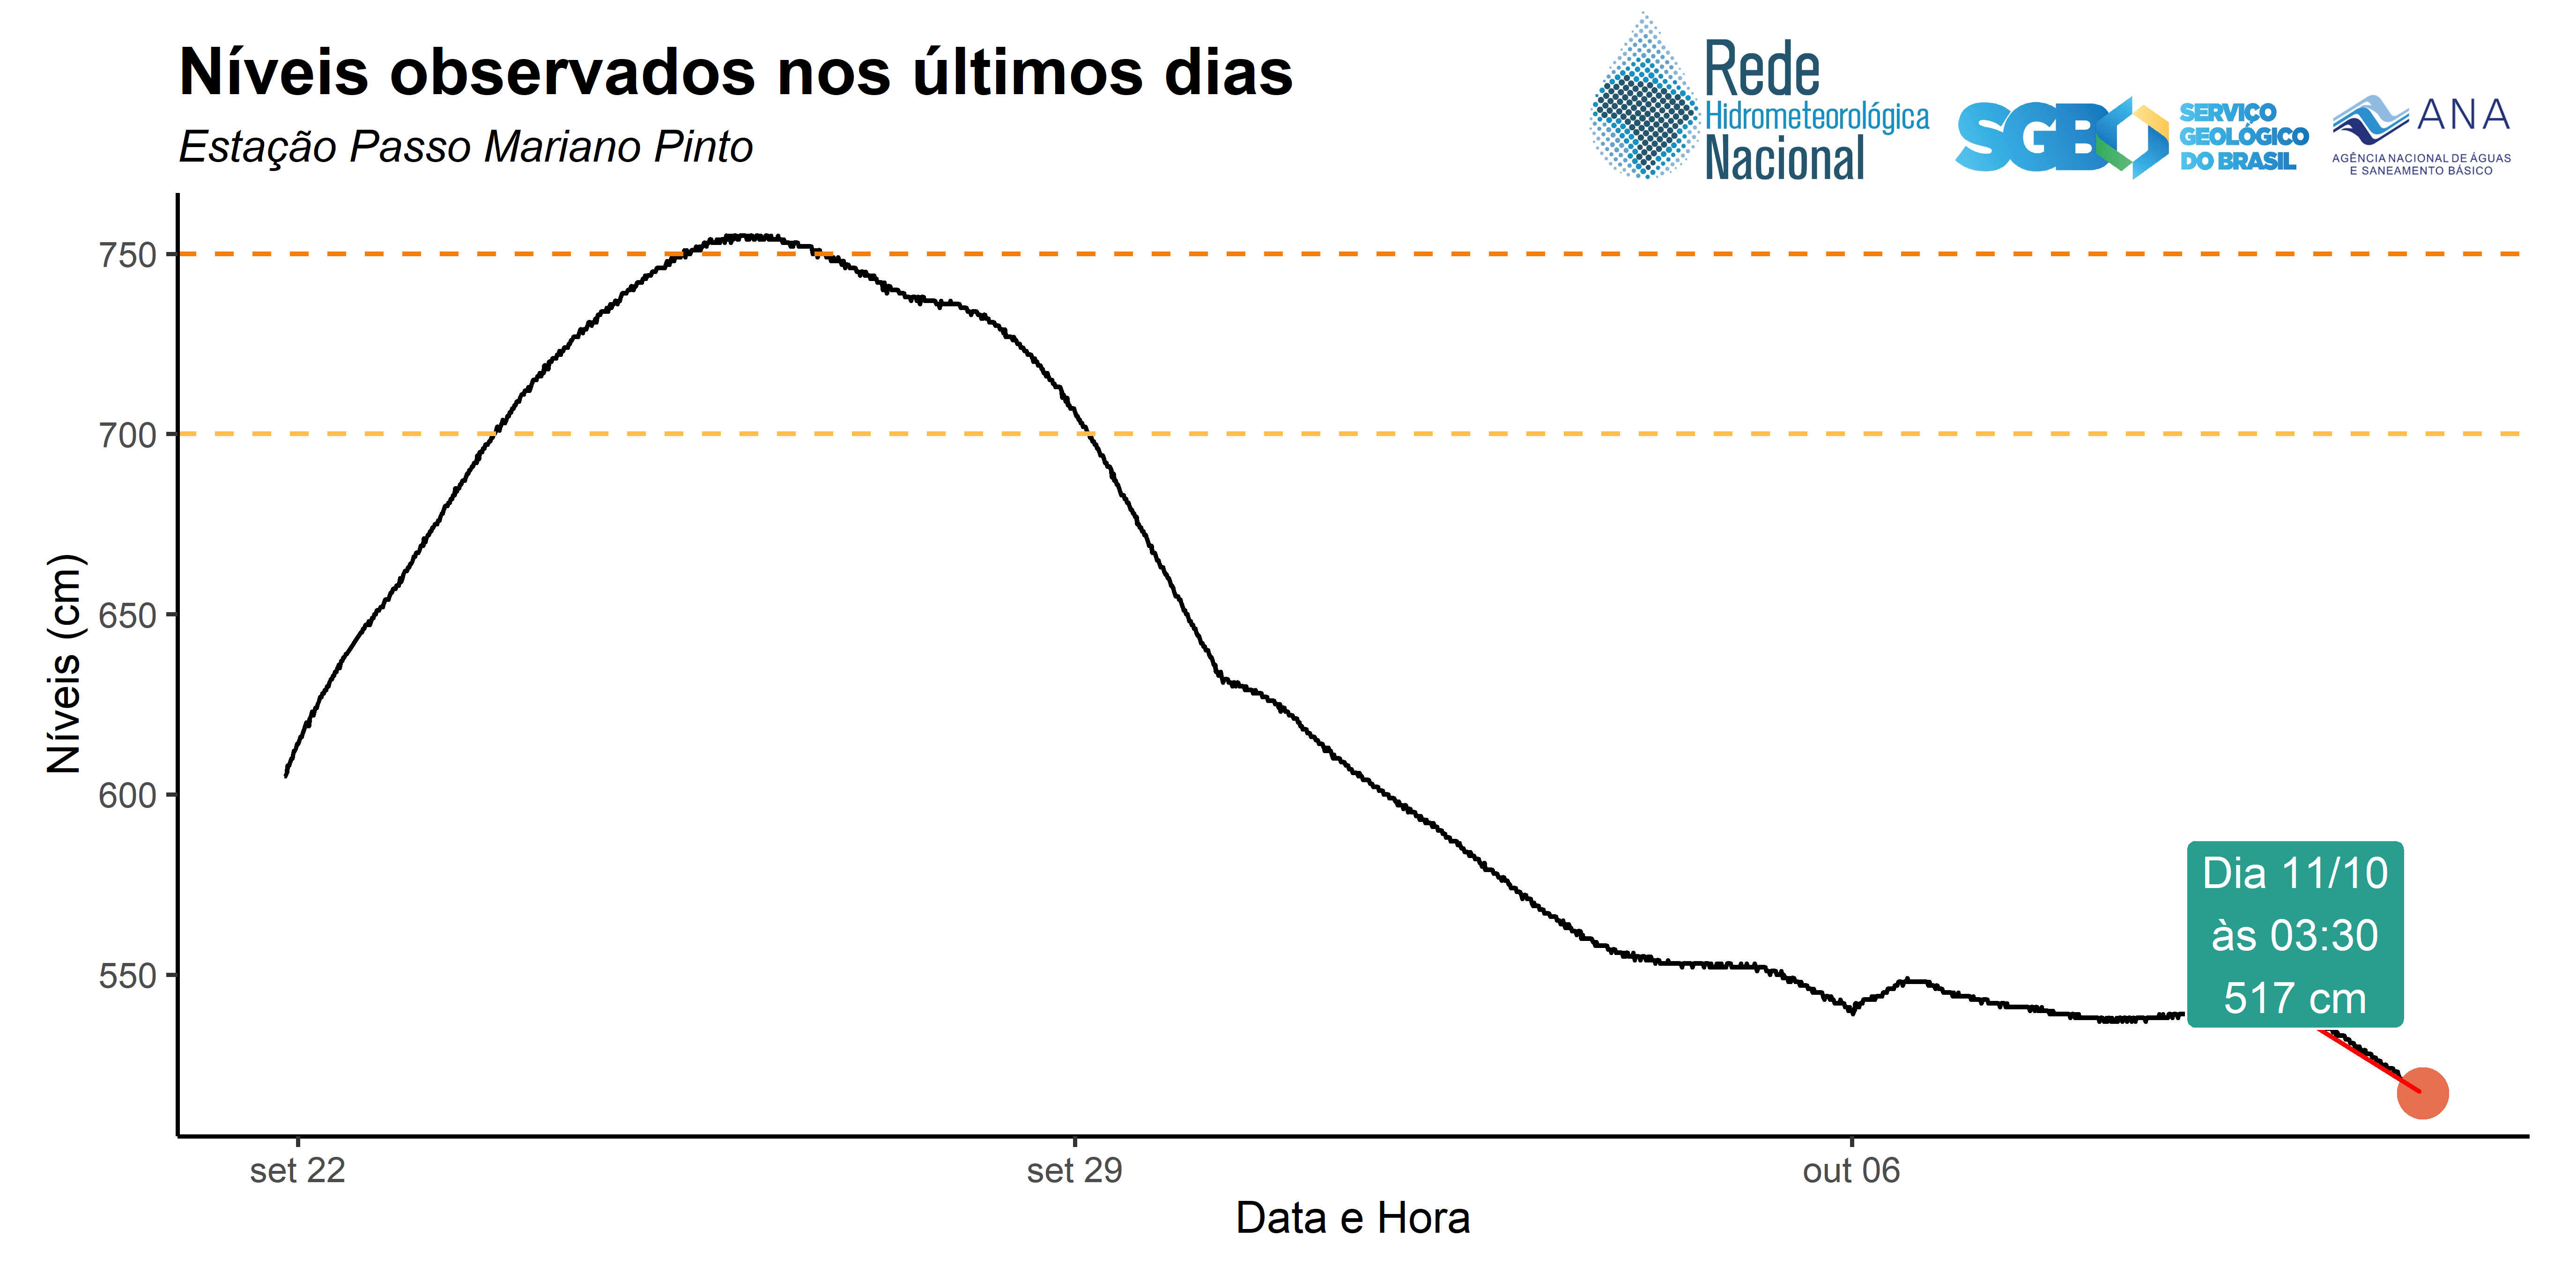 Níveis observados nos últimos dias
Estação Passo Mariano Pinto
Rede
Hidrometeorológica
Nacional
SGB
SERVIÇO
GEOLÓGICO
DO BRASIL
ANA
AGÊNCIA NACIONAL DE ÁGUAS
E SANEAMENTO BÁSICO
Níveis (cm)
750
700
650
600
550
Dia 11/10
às 03:30
517 cm
set 22
set 29
out 06
Data e Hora